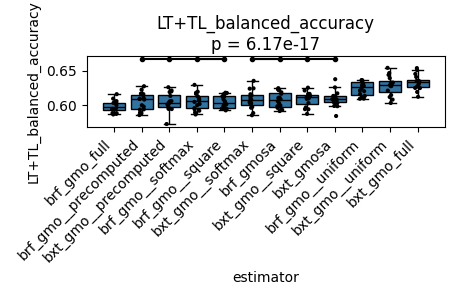 LT+TL_balanced_accuracy
p = 6.17e-17
LT+TL_balanced_accuracy
0.65
0.60
brf_gmo_full
brf_gmo__precomputed
bxt_gmo__precomputed
brf_gmo__softmax
brf_gmo__square
bxt_gmo__softmax
brf_gmosa
bxt_gmo__square
bxt_gmosa
brf_gmo__uniform
bxt_gmo__uniform
bxt_gmo_full
estimator